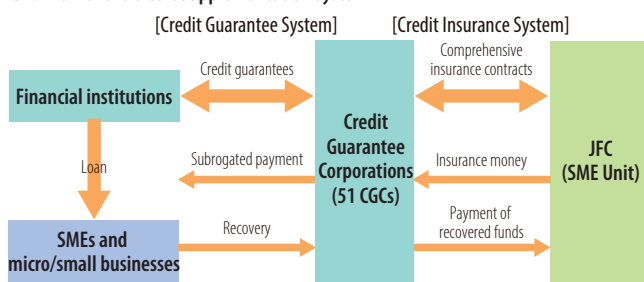 [Credit Guarantee System]
[Credit Insurance System]
Financial institutions
Credit guarantees
Credit
Guarantee
Corporations
(51 CGCs)
Comprehensive
insurance contracts
JFC
(SME Unit)
Loan
Subrogated payment
Insurance money
SMEs and
micro/small businesses
Recovery
Payment of
recovered funds